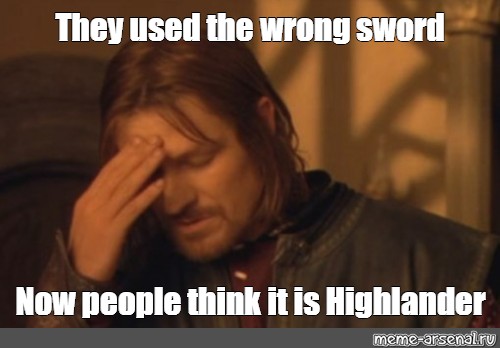 They used the wrong sword
Now people think it is Highlander
meme-arsenal.ru